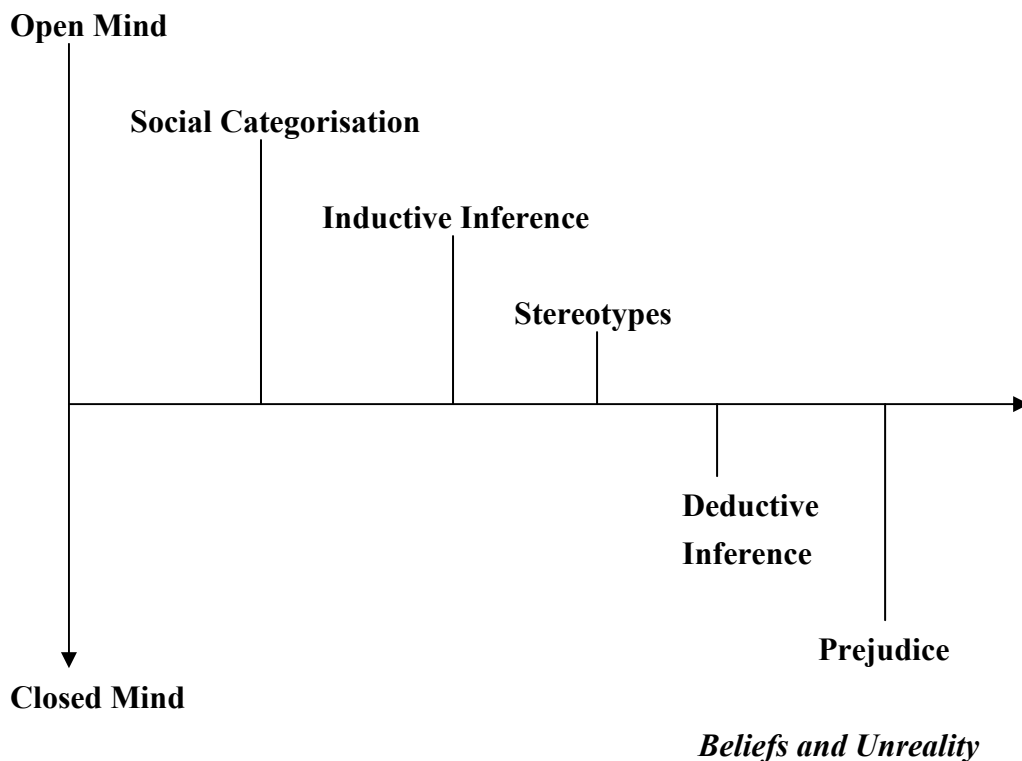 Open Mind
Social Categorisation
Inductive Inference
Stereotypes
Deductive
Inference
Prejudice
Closed Mind
Beliefs and Unreality